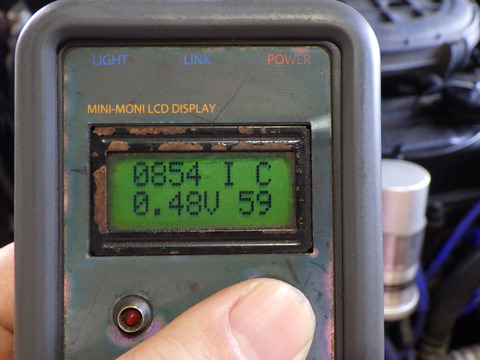 LIGHT LINK POWER
MINI-MONI LCD DISPLAY
0854 I C
0.48V 59